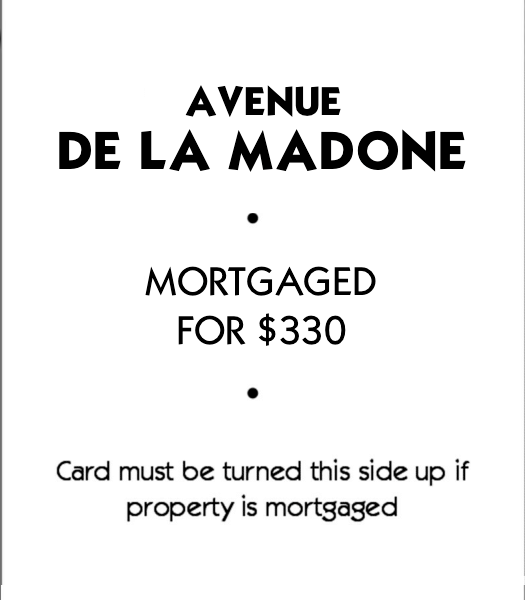 AVENUE
DE LA MADONE
•
MORTGAGED
FOR $330
•
Card must be turned this side up if
property is mortgaged